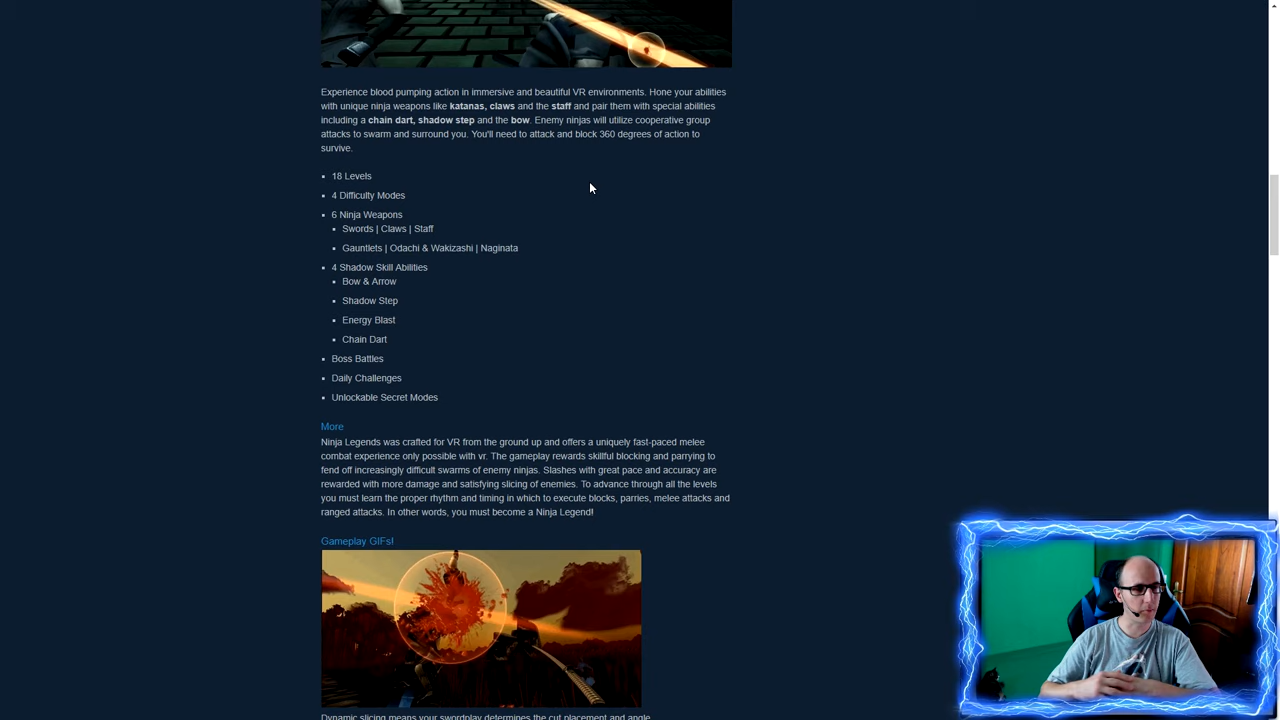 Experience blood pumping action in immersive and beautiful VR environments. Hone your abilities
with unique ninja weapons like katanas, claws and the staff and pair them with special abilities
including a chain dart, shadow step and the bow. Enemy ninjas will utilize cooperative group
attacks to swarm and surround you. You'll need to attack and block 360 degrees of action to
survive.
18 Levels
4 Difficulty Modes
6 Ninja Weapons
Swords | Claws | Staff
Gauntlets | Odachi & Wakizashi | Naginata
4 Shadow Skill Abilities
Bow & Arrow
Shadow Step
Energy Blast
Chain Dart
Boss Battles
Daily Challenges
Unlockable Secret Modes
More
Ninja Legends was crafted for VR from the ground up and offers a uniquely fast-paced melee
combat experience only possible with vr. The gameplay rewards skillful blocking and parrying to
fend off increasingly difficult swarms of enemy ninjas. Slashes with great pace and accuracy are
rewarded with more damage and satisfying slicing of enemies. To advance through all the levels
you must learn the proper rhythm and timing in which to execute blocks, parries, melee attacks and
ranged attacks. In other words, you must become a Ninja Legend!
Gameplay GIFs!
Dynamic slicing means your swordplay determines the cut placement and angle